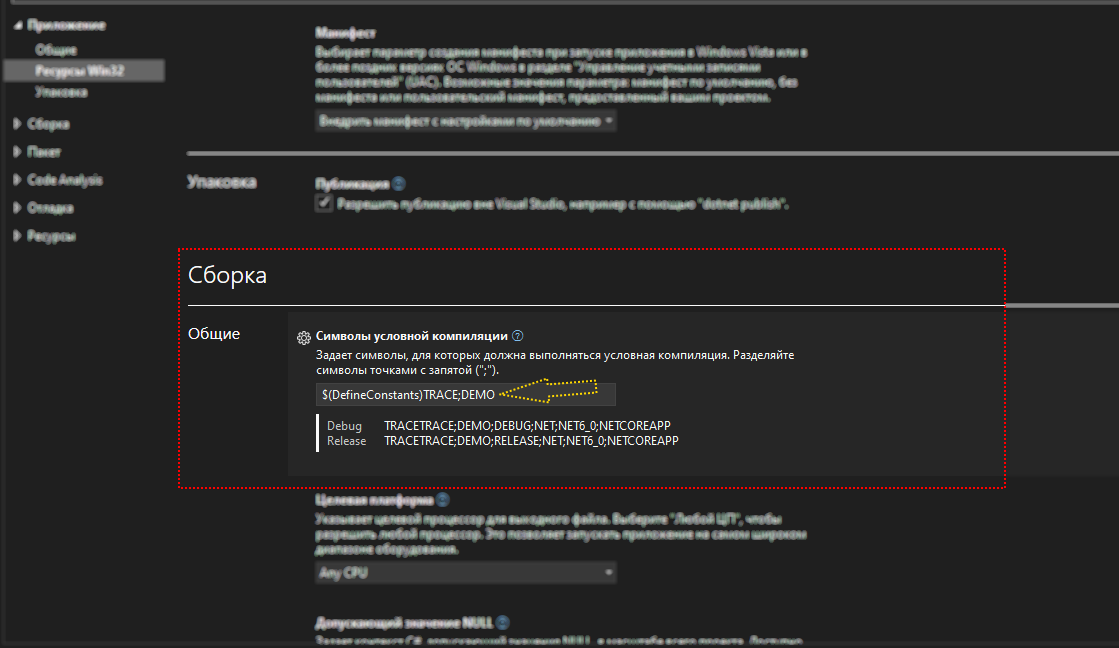 Приложение
Общие
Ресурсы Win32
Упаковка
Сборка
Пакет
Code Analysis
Отладка
Ресурсы
Манифест
Выбирает параметр создания манифеста при запуске приложения в Windows Vista или в
более поздних версиях ОС Windows в разделе "Управление учетными записями
пользователей" (UAC). Возможные значения параметра: манифест по умолчанию, без
манифеста или пользовательский манифест, предоставленный вашим проектом.
Внедрить манифест с настройками по умолчанию
Упаковка
Публикация
Разрешить публикацию вне Visual Studio, например с помощью "dotnet publish".
Сборка
Общие
Символы условной компиляции
Задает символы, для которых должна выполняться условная компиляция. Разделяйте
символы точками с запятой (";").
$(DefineConstants)TRACE;DEMO
Debug TRACETRACE;DEMO;DEBUG;NET;NET6_0;NETCOREAPP
Release TRACETRACE;DEMO;RELEASE;NET;NET6_0;NETCOREAPP
Целевая платформа
Указывает целевой процессор для выходного файла. Выберите "Любой ЦП", чтобы
разрешить любой процессор. Это позволяет запускать приложение на самом широком
диапазоне оборудования.
Any CPU
Допускающий значение NULL